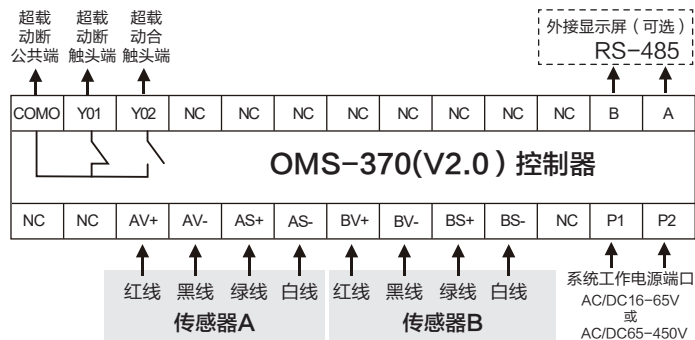 超载 超载 超载
动断 动断 动合
公共端 触头端 触头端
外接显示屏（可选）
RS-485
COMO Y01 Y02 NC NC NC NC NC NC NC NC B A
OMS-370(V2.0）控制器
NC NC AV+ AV- AS+ AS- BV+ BV- BS+ BS- NC P1 P2
红线 黑线 绿线 白线 红线 黑线 绿线 白线
传感器A 传感器B
系统工作电源端口
AC/DC16-65V
或
AC/DC65-450V